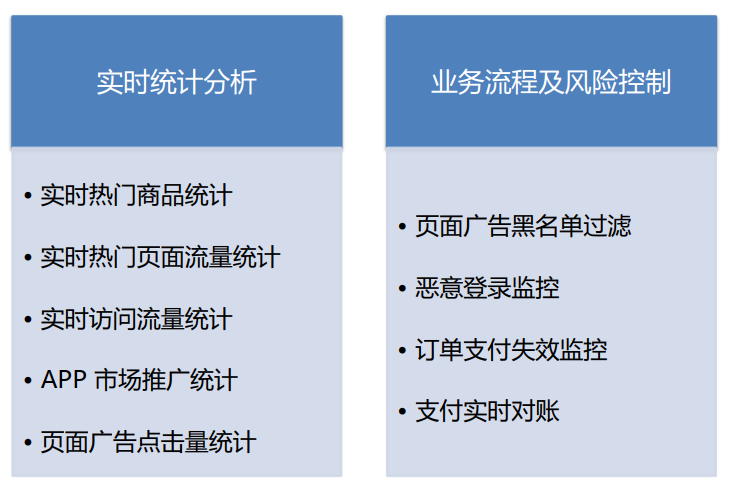 实时统计分析
• 实时热门商品统计
• 实时热门页面流量统计
• 实时访问流量统计
• APP 市场推广统计
• 页面广告点击量统计
业务流程及风险控制
• 页面广告黑名单过滤
• 恶意登录监控
• 订单支付失效监控
• 支付实时对账